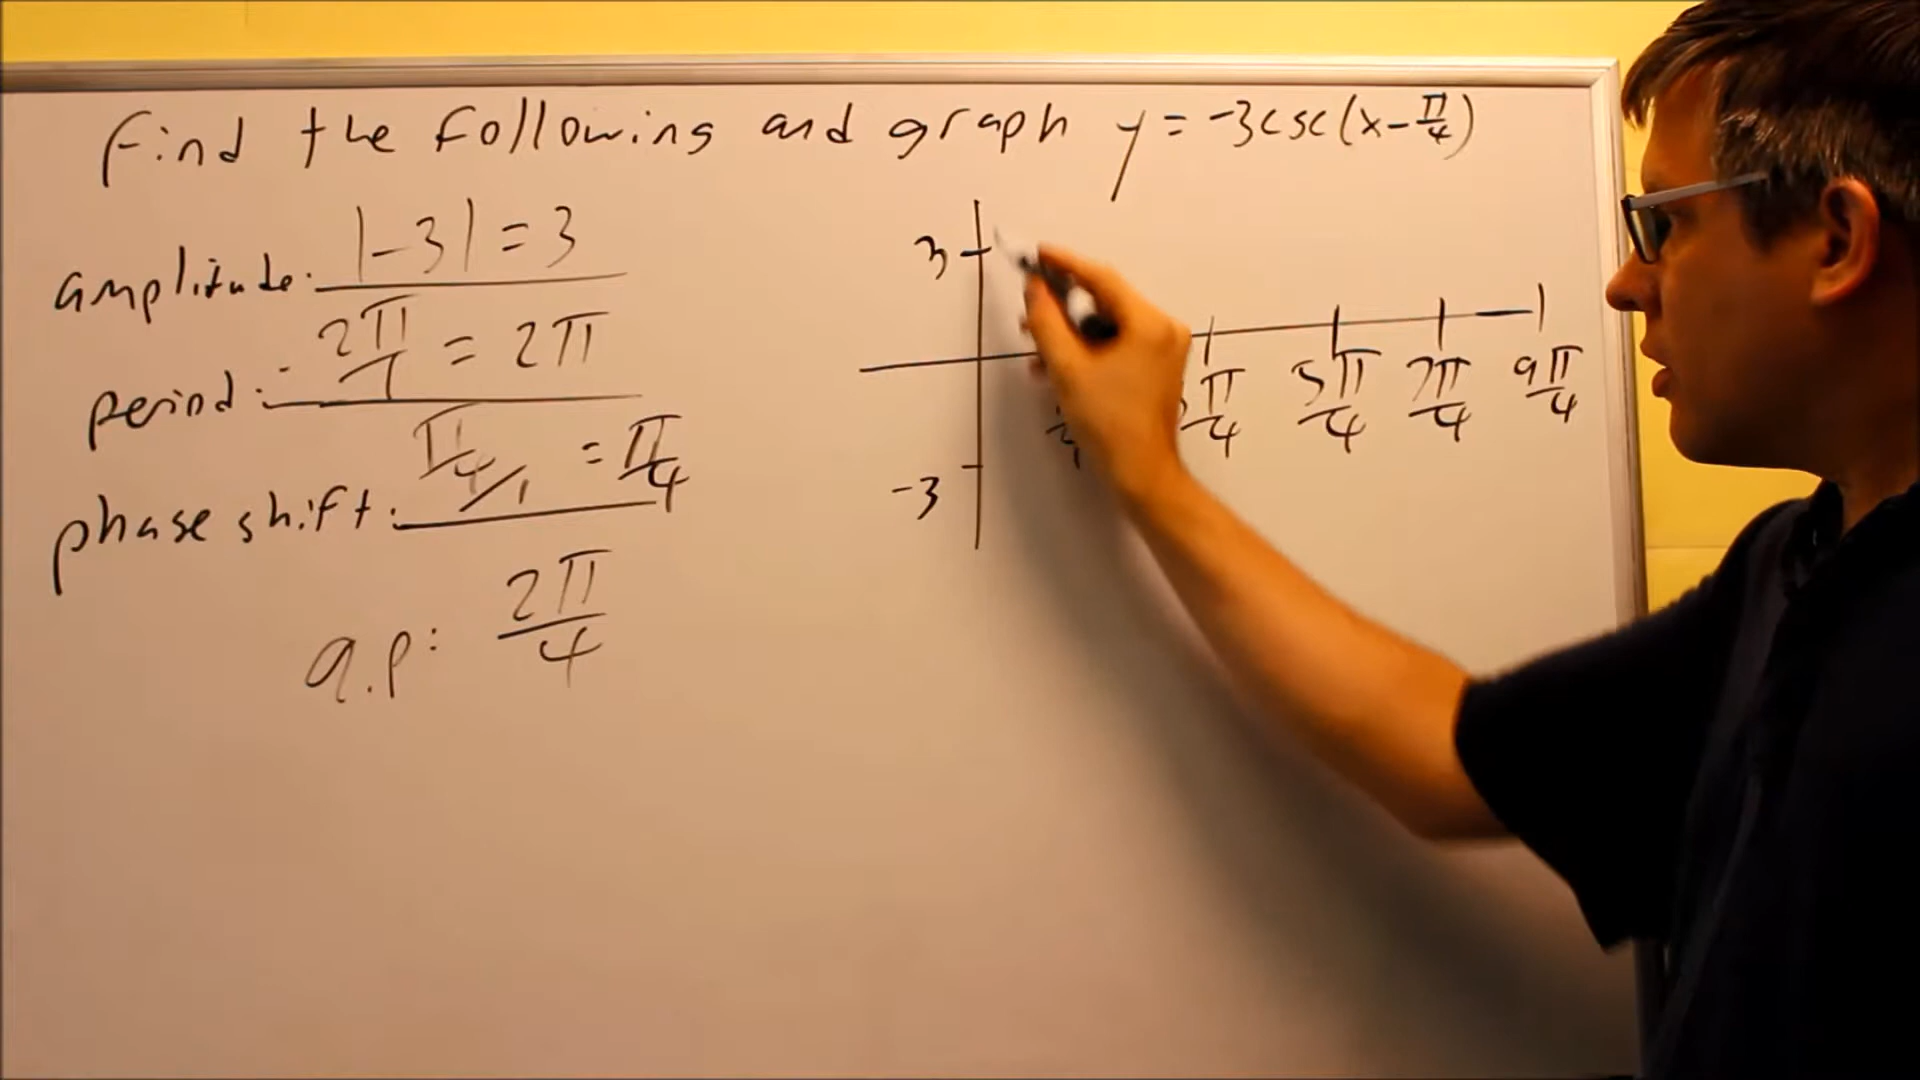 Find the following and graph y = -3csc(x - π/4)
amplitude: |-3| = 3
period: 2π/1 = 2π
phase shift: π/4/1 = π/4
q.p: 2π/4
3
-3
π/4 5π/4 7π/4 9π/4